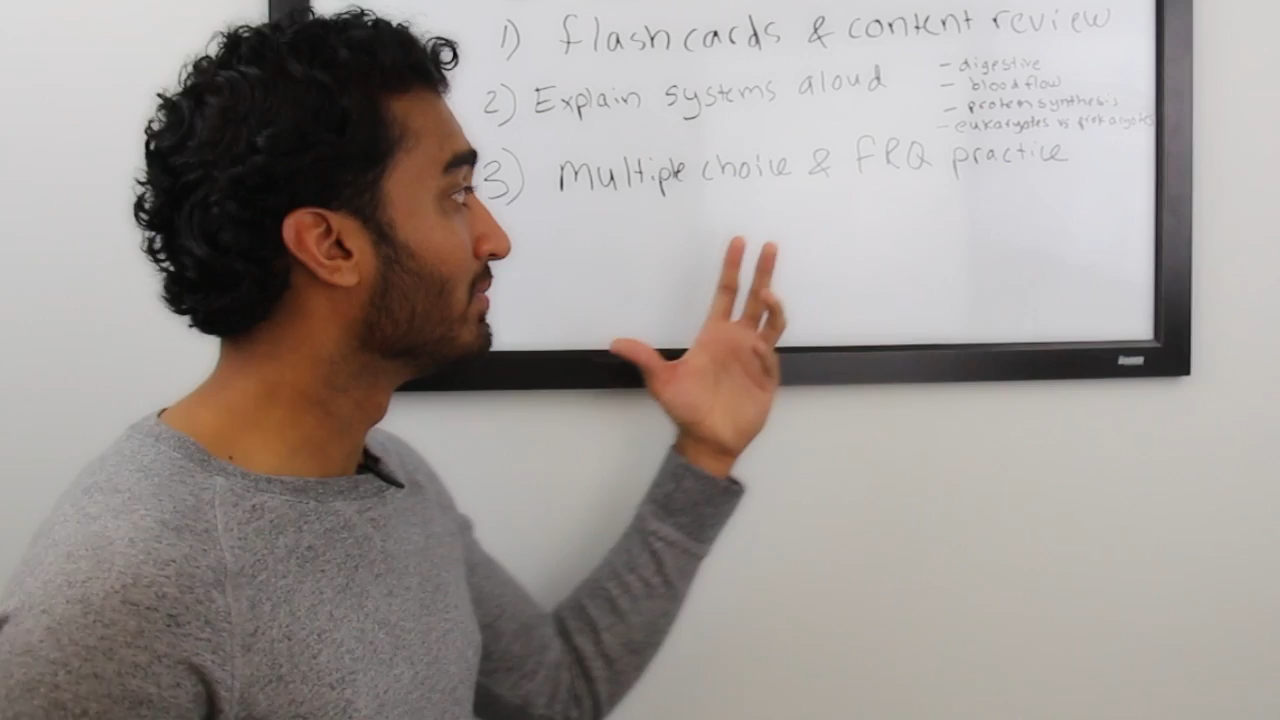 1) flashcards & content review
2) Explain systems aloud
- digestive
- blood flow
- protein synthesis
- eukaryotes vs prokaryotes
3) Multiple choice & FRQ practice